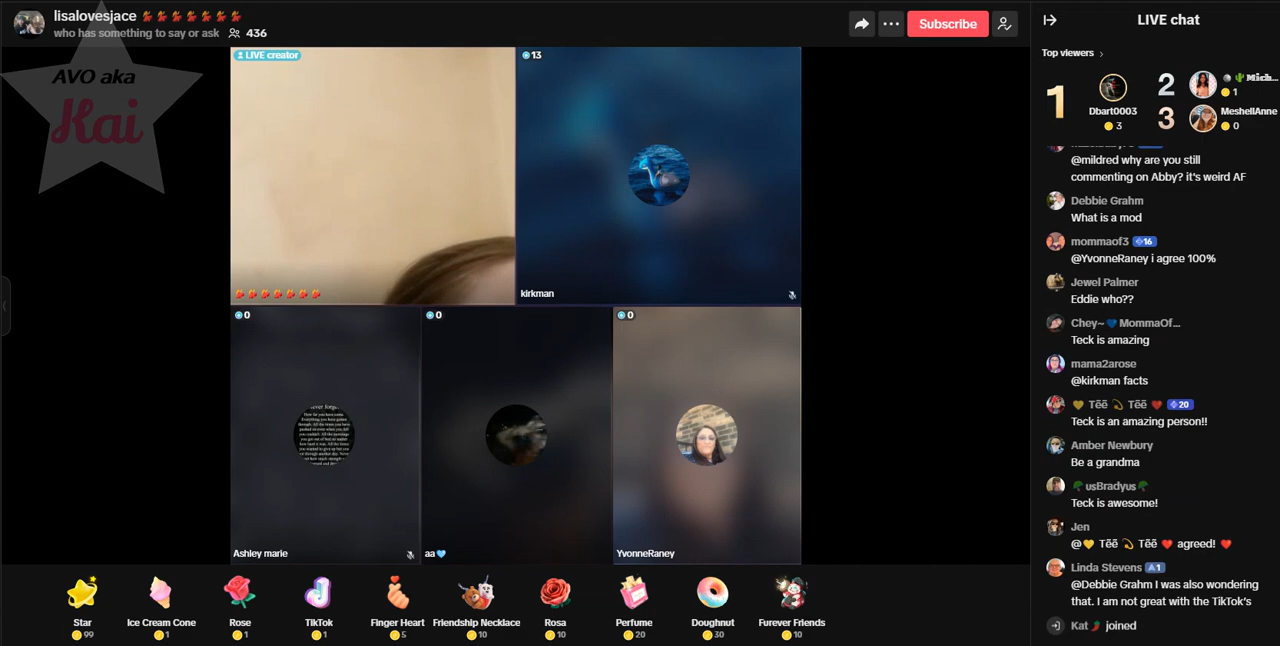 lisalovesjace
who has something to say or ask 436
Subscribe
LIVE chat
AVO aka
Kai
LIVE creator
13
kirkman
0
0
0
Ashley marie
aa
YvonneRaney
Star
99
Ice Cream Cone
1
Rose
1
TikTok
1
Finger Heart
5
Friendship Necklace
10
Rosa
10
Perfume
20
Doughnut
30
Furever Friends
10
Top viewers
1
Dbart0003
3
2
Mich...
1
3
MeshellAnne
0
@mildred why are you still
commenting on Abby? it's weird AF
Debbie Grahm
What is a mod
mommaof3 16
@YvonneRaney i agree 100%
Jewel Palmer
Eddie who??
Chey~💙MommaOf...
Teck is amazing
mama2arose
@kirkman facts
Tẽẽ Tẽẽ 20
Teck is an amazing person!!
Amber Newbury
Be a grandma
usBradyus
Teck is awesome!
Jen
@💛 Tẽẽ 💫 Tẽẽ ❤️ agreed! ❤️
Linda Stevens A1
@Debbie Grahm I was also wondering
that. I am not great with the TikTok's
Kat 🌶️ joined